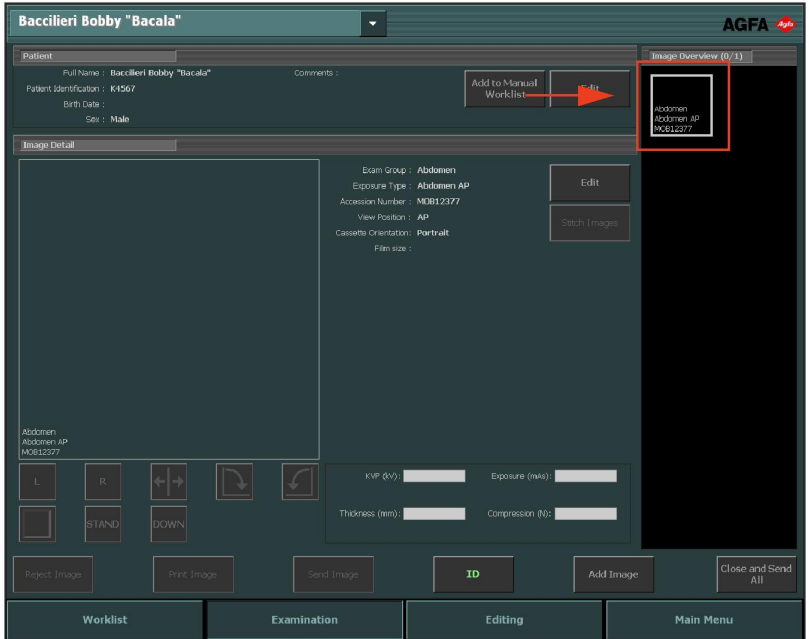 Baccilieri Bobby "Bacala"
AGFA
Agfa
Patient
Full Name : Baccilieri Bobby "Bacala"
Comments :
Patient Identification : K4567
Birth Date :
Sex : Male
Add to Manual
Worklist
Edit
Image Overview (0/1)
Abdomen
Abdomen AP
MOB12377
Image Detail
Exam Group : Abdomen
Exposure Type : Abdomen AP
Accession Number : MOB12377
View Position : AP
Cassette Orientation: Portrait
Film size :
Edit
Stitch Images
Abdomen
Abdomen AP
MOB12377
L
R
STAND
DOWN
KVP (kV):
Exposure (mAs):
Thickness (mm):
Compression (N):
Reject Image
Print Image
Send Image
ID
Add Image
Close and Send
All
Worklist
Examination
Editing
Main Menu